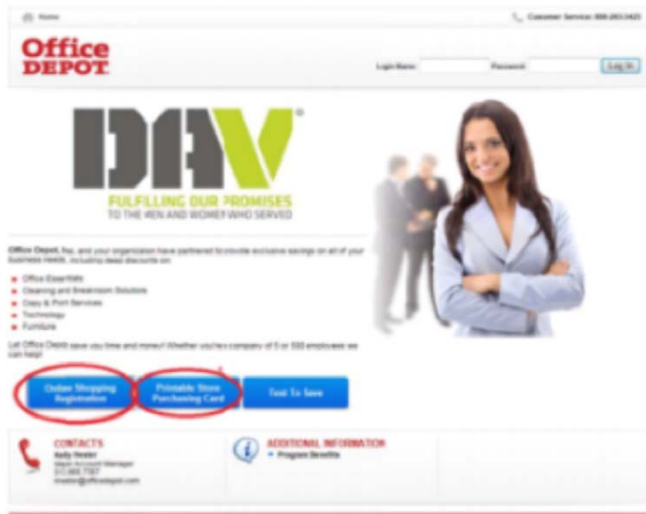 Home
Customer Service:
Office
DEPOT
Login Name:
Password:
Log In
DAV®
FULFILLING OUR PROMISES
TO THE MEN AND WOMEN WHO SERVED
Office Depot, Inc. and your organization have partnered to provide exclusive savings on all of your
business needs, including deep discounts on:
Office Essentials
Cleaning and Breakroom Solutions
Copy & Print Services
Technology
Furniture
Let Office Depot save you time and money! Whether you're company of 5 or 500 employees we
can help!
Online Shopping
Registration
Printable Store
Purchasing Card
Text To Save
CONTACTS
Major Account Manager
ADDITIONAL INFORMATION
Program Benefits